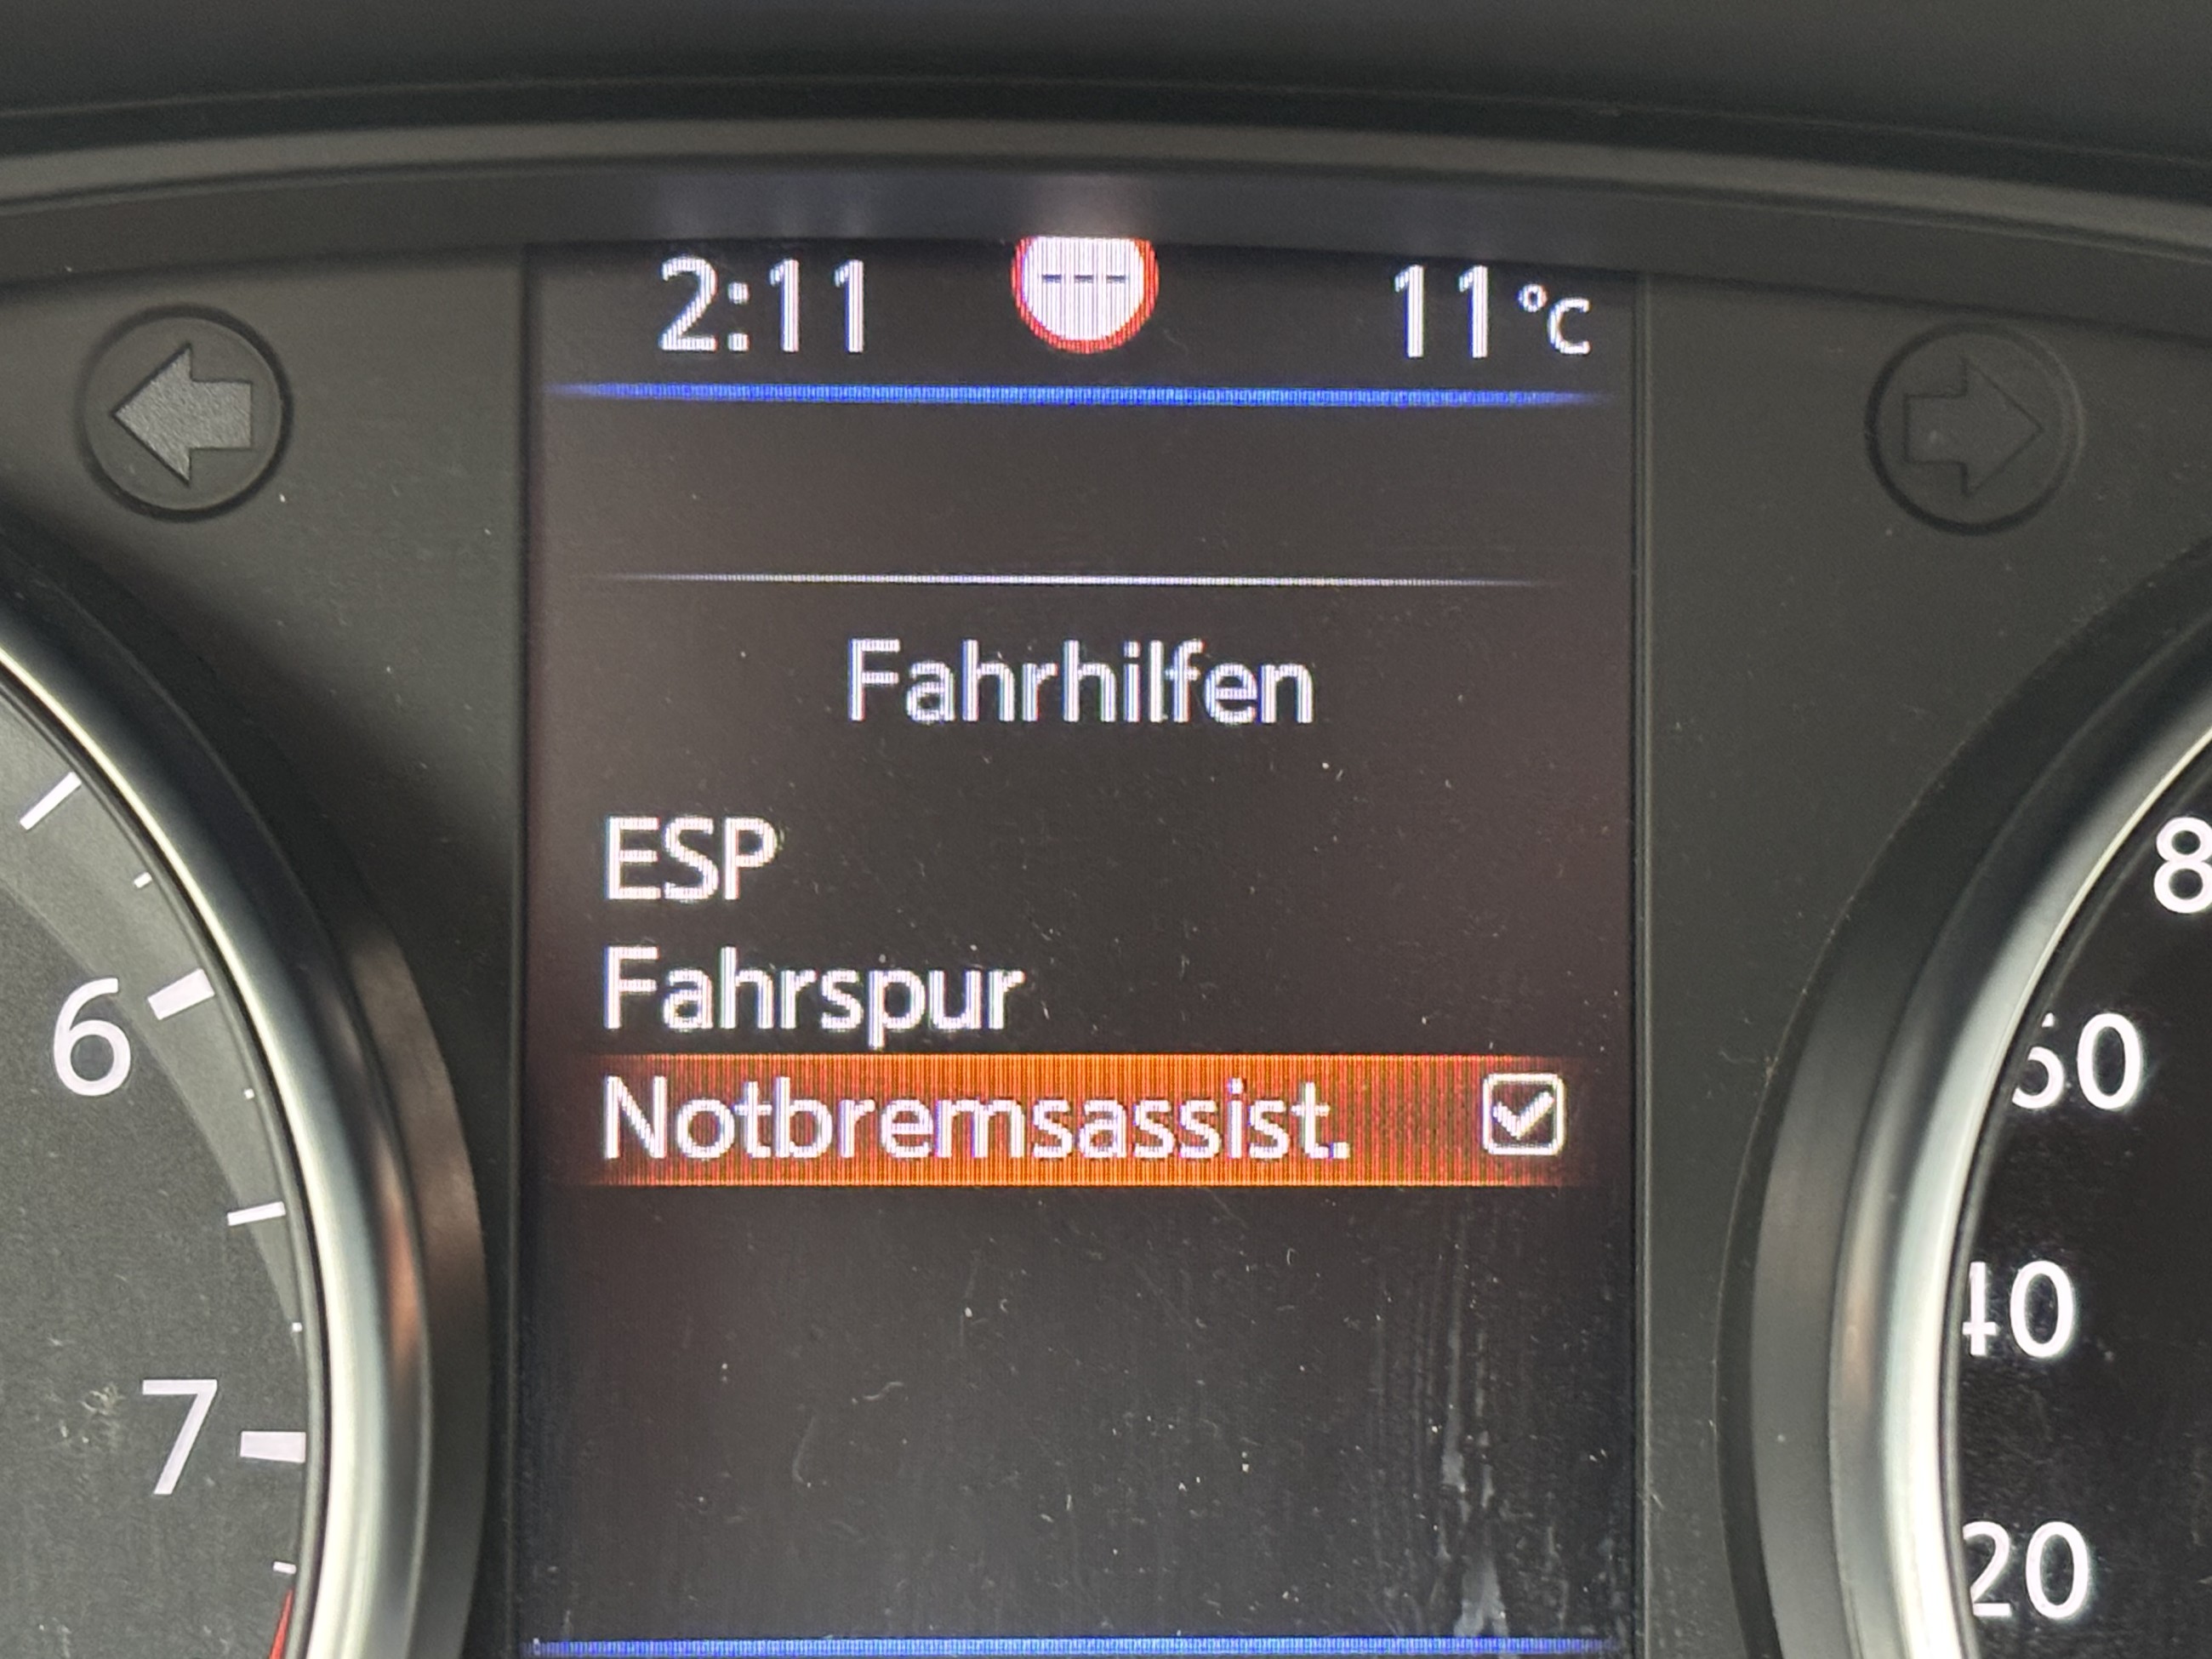 2:11 --- 11°C
Fahrhilfen
ESP
Fahrspur
Notbremsassist.
6
7
8
60
40
20